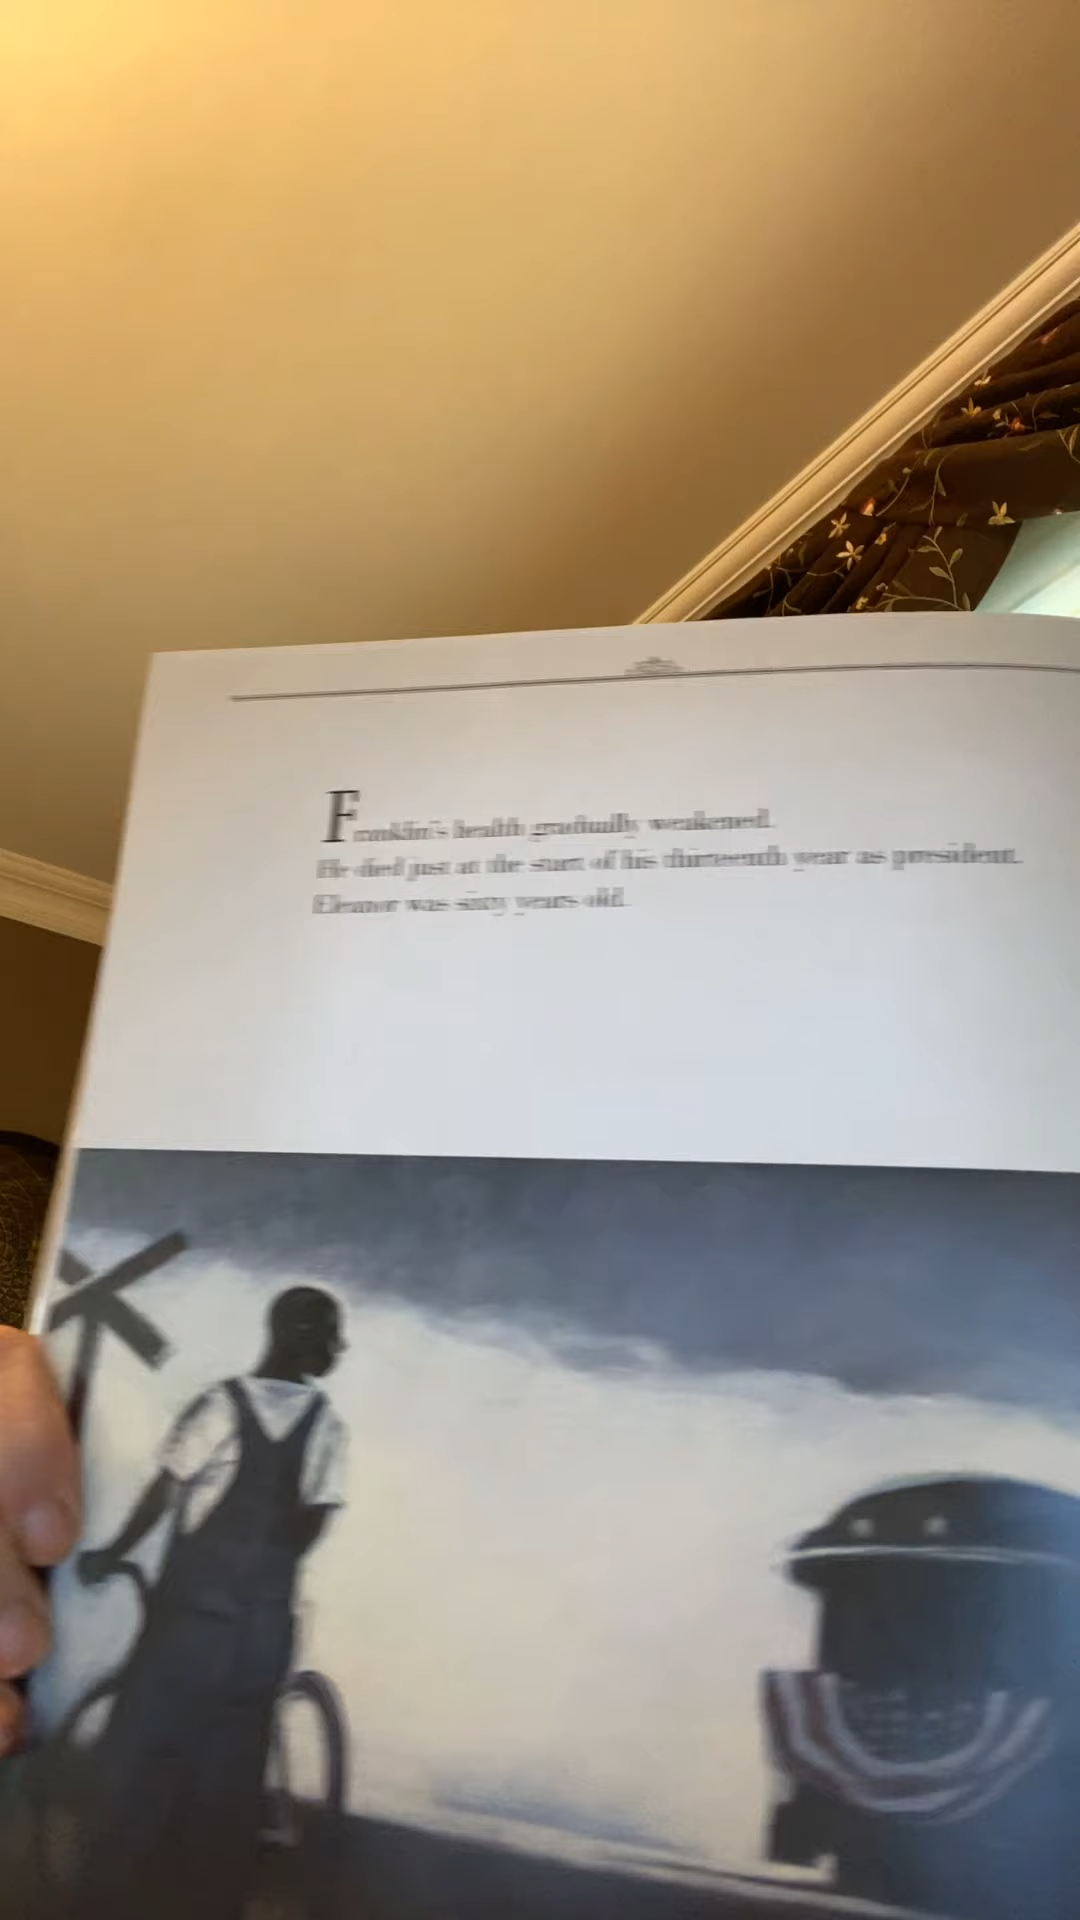 Franklin's health gradually weakened.
He died just at the start of his thirteenth year as president.
Eleanor was sixty years old.